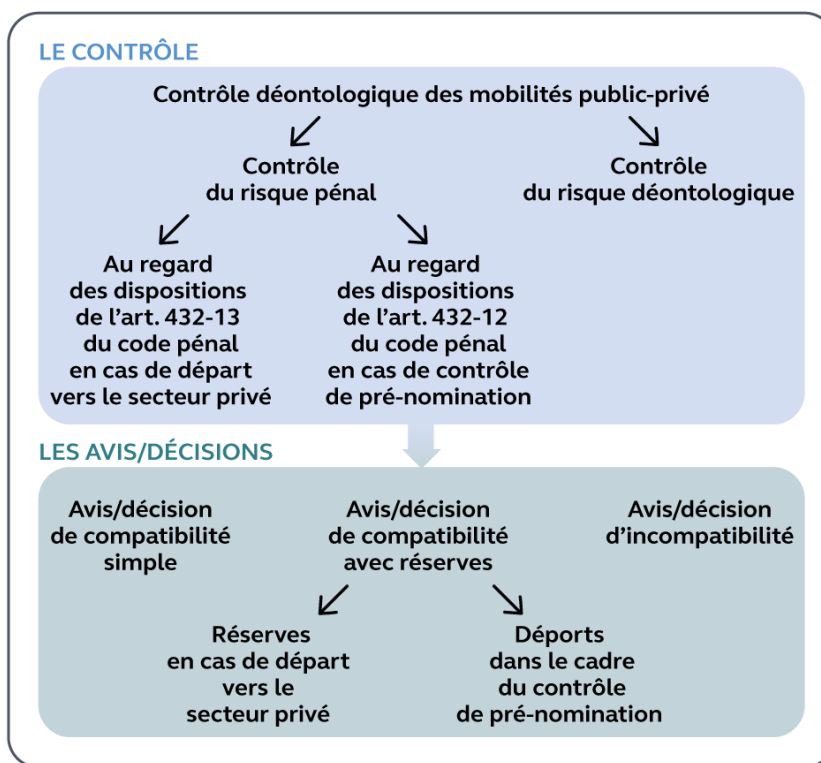 LE CONTRÔLE
Contrôle déontologique des mobilités public-privé
Contrôle
du risque pénal
Contrôle
du risque déontologique
Au regard
des dispositions
de l'art. 432-13
du code pénal
en cas de départ
vers le secteur privé
Au regard
des dispositions
de l'art. 432-12
du code pénal
en cas de contrôle
de pré-nomination
LES AVIS/DÉCISIONS
Avis/décision
de compatibilité
simple
Avis/décision
de compatibilité
avec réserves
Avis/décision
d'incompatibilité
Réserves
en cas de départ
vers le
secteur privé
Déports
dans le cadre
du contrôle
de pré-nomination